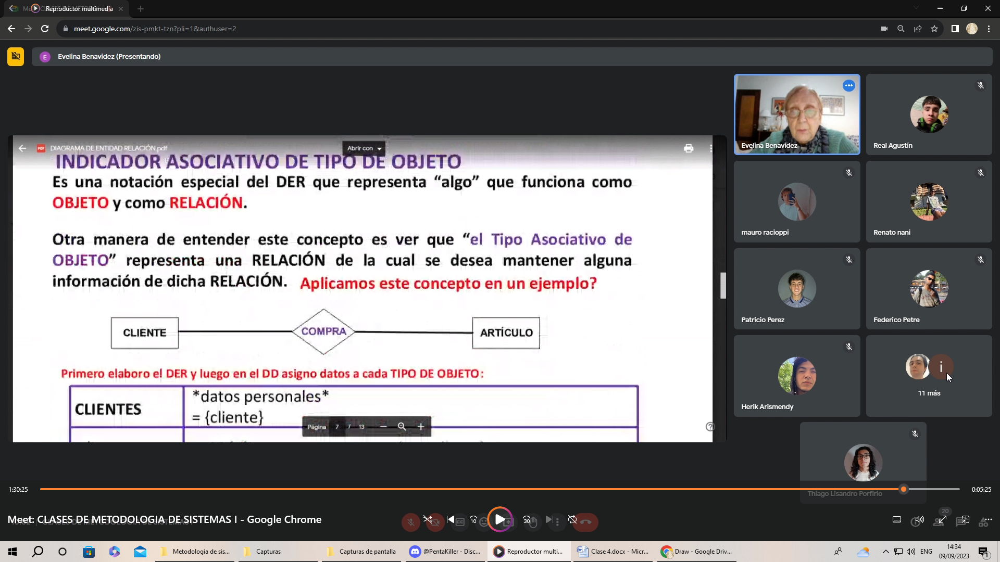 Reproductor multimedia
meet.google.com/zis-pmkt-tzn?pli=1&authuser=2
E
Evelina Benavidez (Presentando)
DIAGRAMA DE ENTIDAD RELACIÓN.pdf
Abrir con
INDICADOR ASOCIATIVO DE TIPO DE OBJETO
Es una notación especial del DER que representa “algo” que funciona como
OBJETO y como RELACIÓN.
Otra manera de entender este concepto es ver que “el Tipo Asociativo de
OBJETO” representa una RELACIÓN de la cual se desea mantener alguna
información de dicha RELACIÓN. Aplicamos este concepto en un ejemplo?
CLIENTE
COMPRA
ARTÍCULO
Primero elaboro el DER y luego en el DD asigno datos a cada TIPO DE OBJETO:
CLIENTES
*datos personales*
= {cliente}
Página 7 / 13
Evelina Benavidez
Real Agustín
mauro racioppi
Renato nani
Patricio Perez
Federico Petre
Herik Arismendy
i
11 más
Thiago Lisandro Porfirio
1:30:25
0:05:25
Meet: CLASES DE METODOLOGIA DE SISTEMAS I - Google Chrome
10
30
20
Metodologia de sis...
Capturas
Capturas de pantalla
@PentaKiller - Disc...
Reproductor multi...
Clase 4.docx - Micr...
Draw - Google Driv...
ENG
14:34
09/09/2023
1